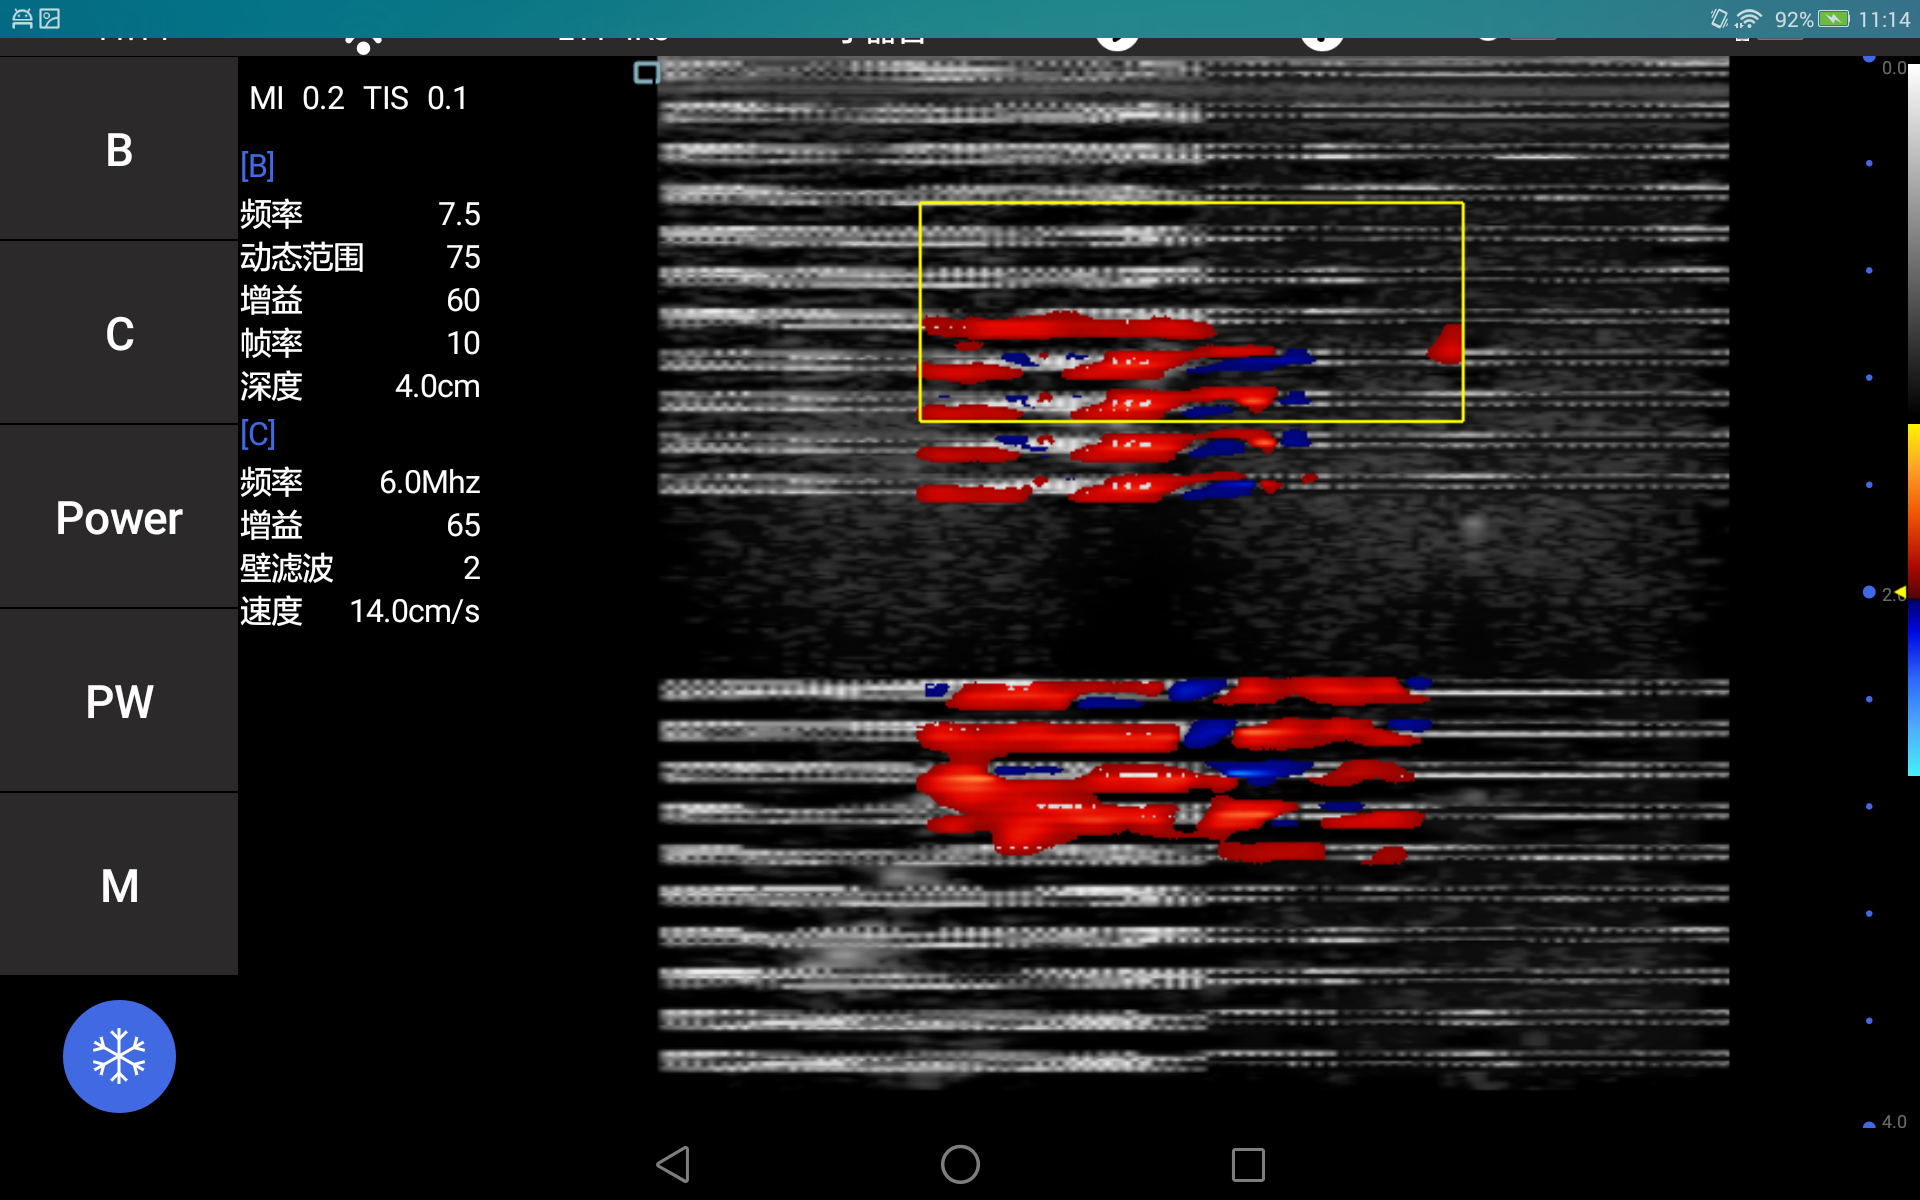 92% 11:14
MI 0.2 TIS 0.1
B
[B]
频率 7.5
动态范围 75
增益 60
帧率 10
深度 4.0cm
C
[C]
频率 6.0Mhz
增益 65
壁滤波 2
速度 14.0cm/s
Power
PW
M
0.0
4.0